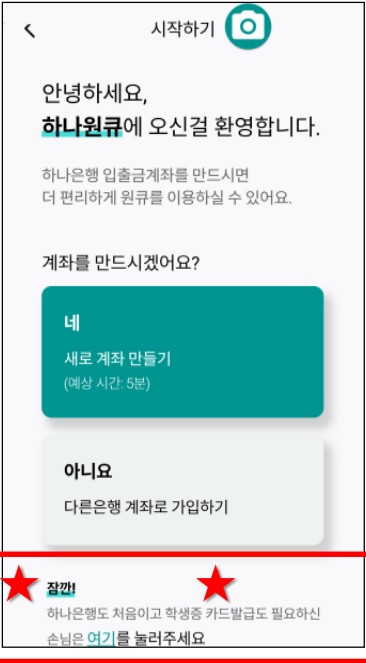 시작하기
안녕하세요,
하나원큐에 오신걸 환영합니다.
하나은행 입출금계좌를 만드시면
더 편리하게 원큐를 이용하실 수 있어요.
계좌를 만드시겠어요?
네
새로 계좌 만들기
(예상 시간: 5분)
아니요
다른은행 계좌로 가입하기
잠깐!
하나은행도 처음이고 학생증 카드발급도 필요하신
손님은 여기를 눌러주세요